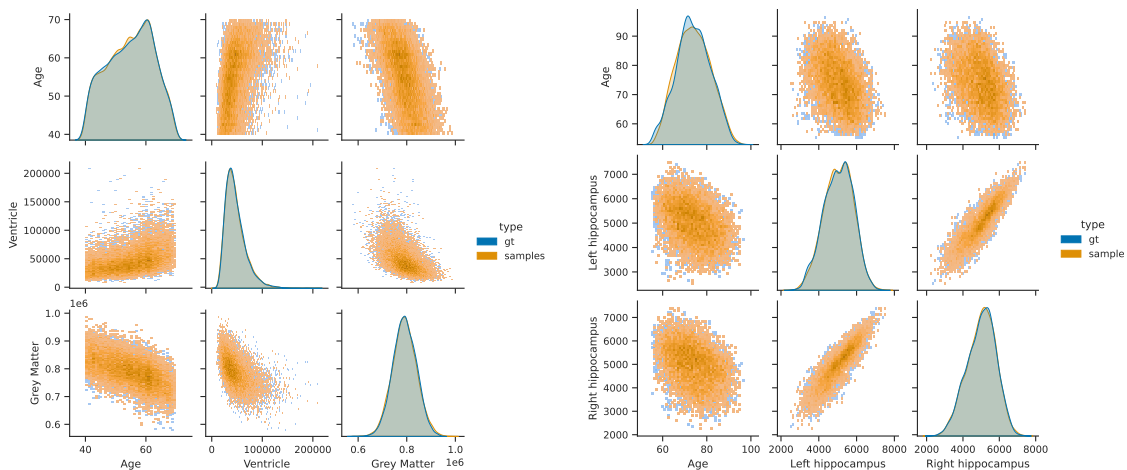 70
60
50
40
Age
200000
150000
100000
50000
0
Ventricle
type
gt
samples
1e6
1.0
0.9
0.8
0.7
0.6
Grey Matter
40 60
Age
0 100000 200000
Ventricle
0.6 0.8 1.0
1e6
Grey Matter
90
80
70
60
Age
7000
6000
5000
4000
3000
Left hippocampus
type
gt
sample
7000
6000
5000
4000
3000
2000
Right hippocampus
60 80 100
Age
2000 4000 6000 8000
Left hippocampus
2000 4000 6000 8000
Right hippocampus